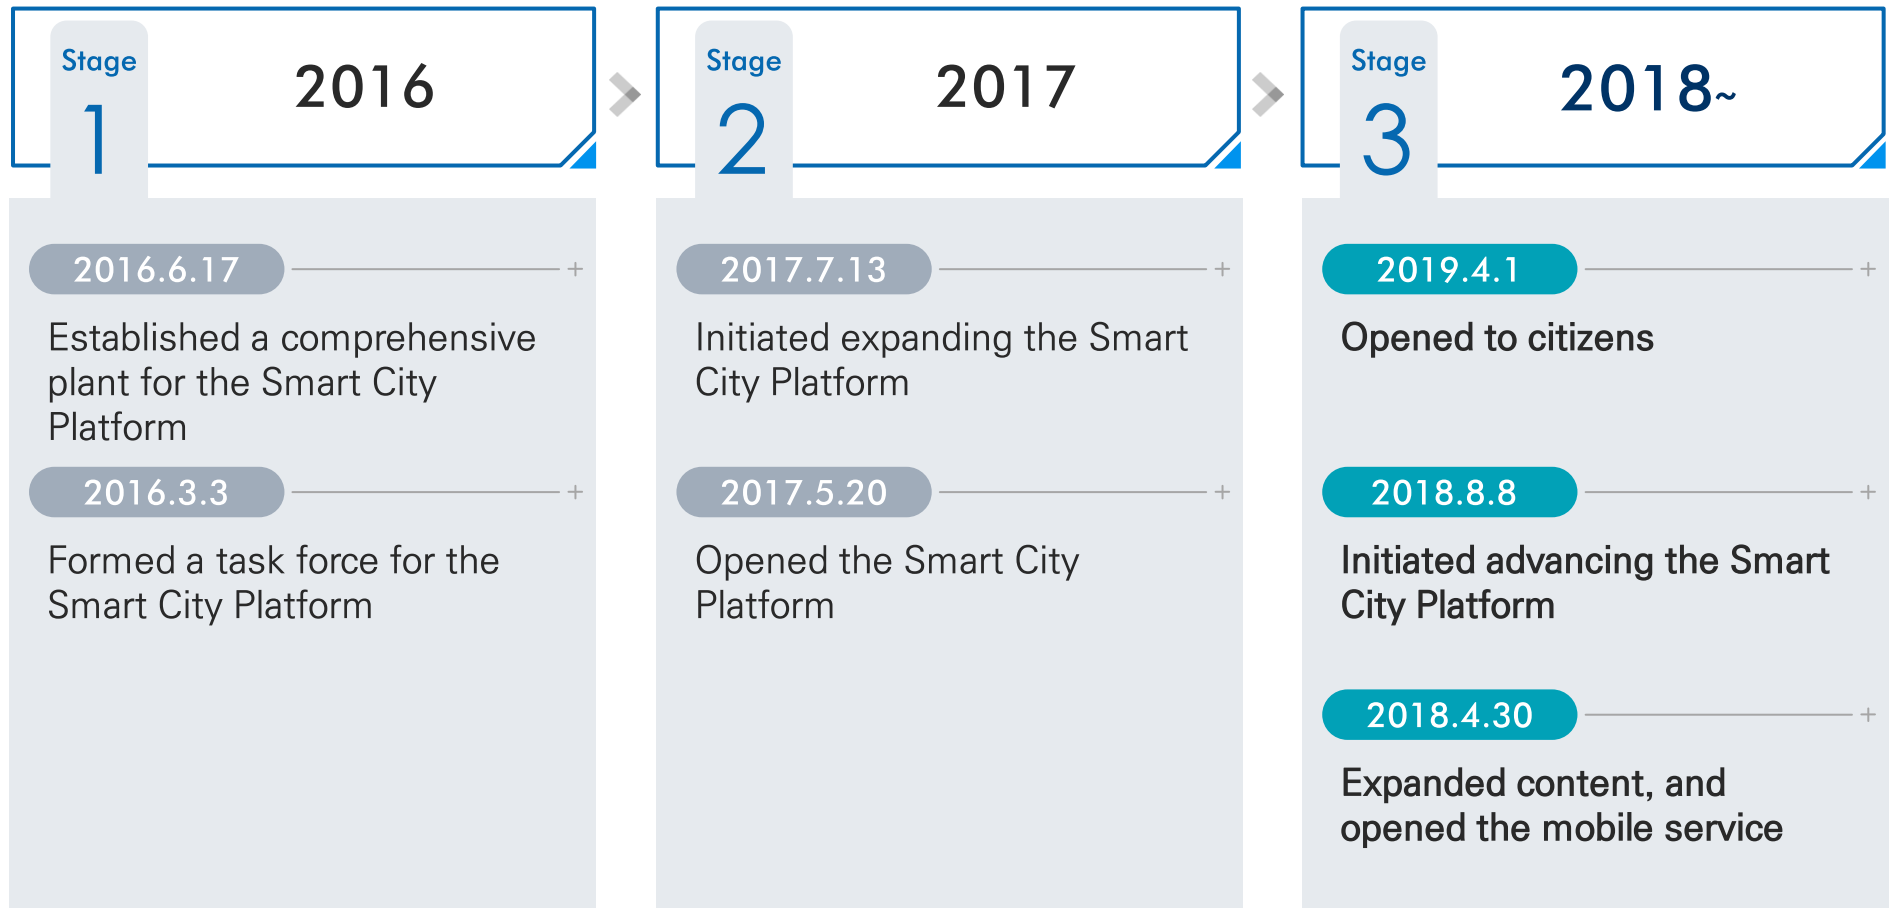 Stage
1
2016
2016.6.17
Established a comprehensive
plant for the Smart City
Platform
2016.3.3
Formed a task force for the
Smart City Platform
Stage
2
2017
2017.7.13
Initiated expanding the Smart
City Platform
2017.5.20
Opened the Smart City
Platform
Stage
3
2018~
2019.4.1
Opened to citizens
2018.8.8
Initiated advancing the Smart
City Platform
2018.4.30
Expanded content, and
opened the mobile service